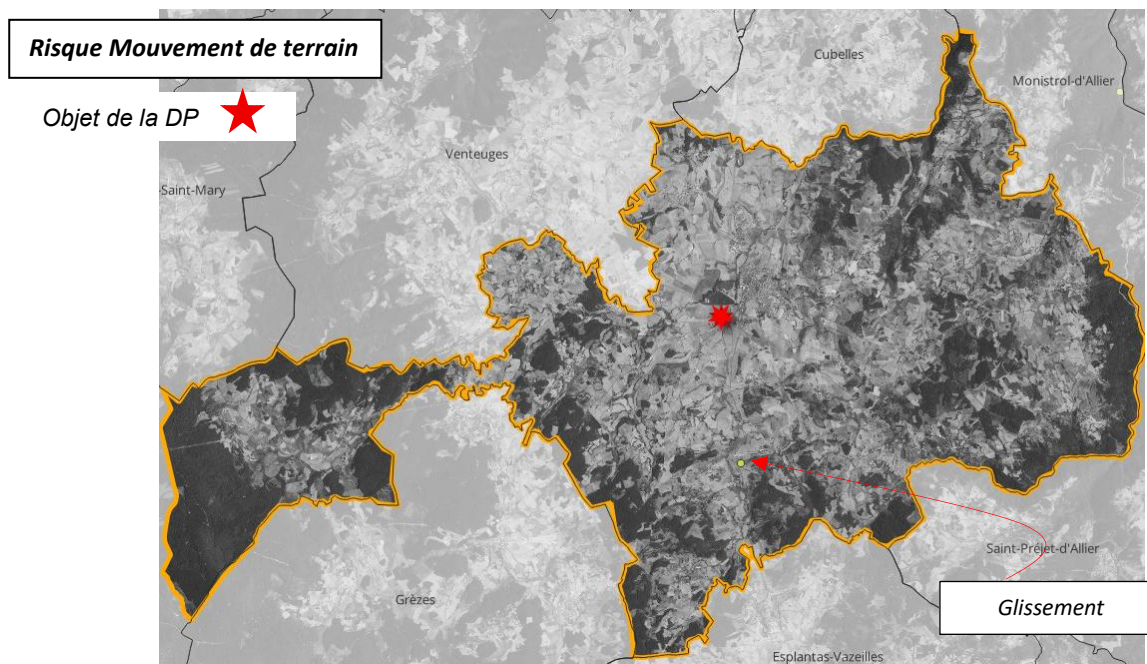 Risque Mouvement de terrain
Objet de la DP
Cubelles
Monistrol-d'Allier
Venteuges
-Saint-Mary
Saint-Préjet-d'Allier
Glissement
Grèzes
Esplantas-Vazeilles